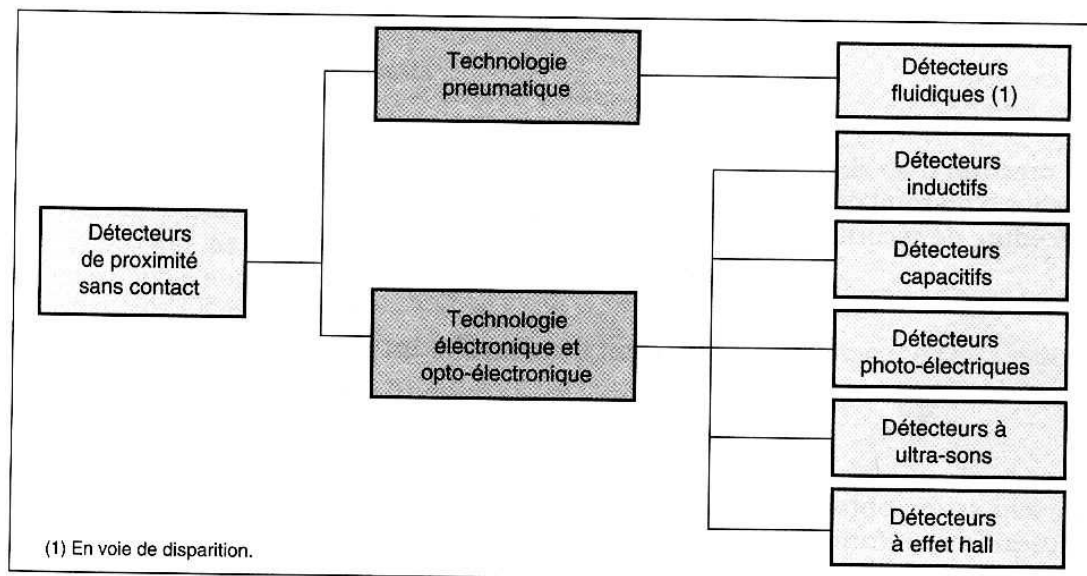 Technologie
pneumatique
Détecteurs
fluidiques (1)
Détecteurs
inductifs
Détecteurs
de proximité
sans contact
Détecteurs
capacitifs
Technologie
électronique et
opto-électronique
Détecteurs
photo-électriques
Détecteurs à
ultra-sons
Détecteurs
à effet hall
(1) En voie de disparition.